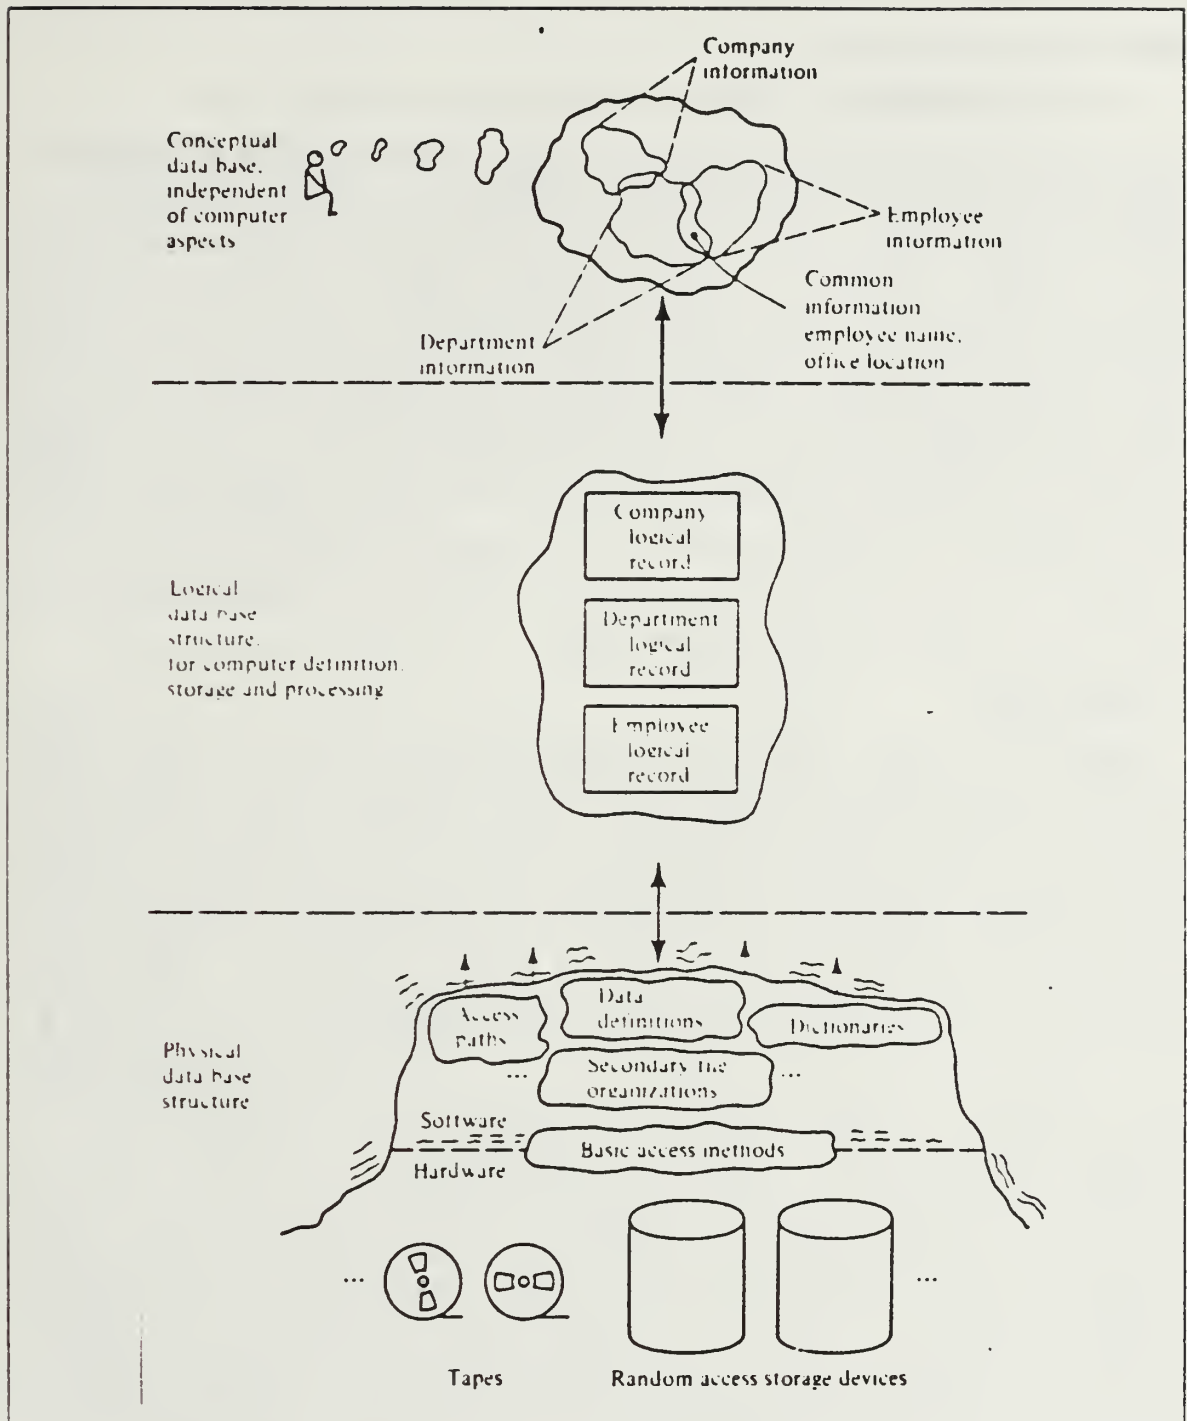 Company
information
Conceptual
data base,
independent
of computer
aspects
Employee
information
Common
information
employee name,
office location
Department
information
Company
logical
record
Logical
data base
structure,
for computer definition,
storage and processing
Department
logical
record
Employee
logical
record
Access
paths
Data
definitions
Dictionaries
Physical
data base
structure
...
Secondary file
organizations
...
Software
Basic access methods
Hardware
...
...
Tapes
Random access storage devices